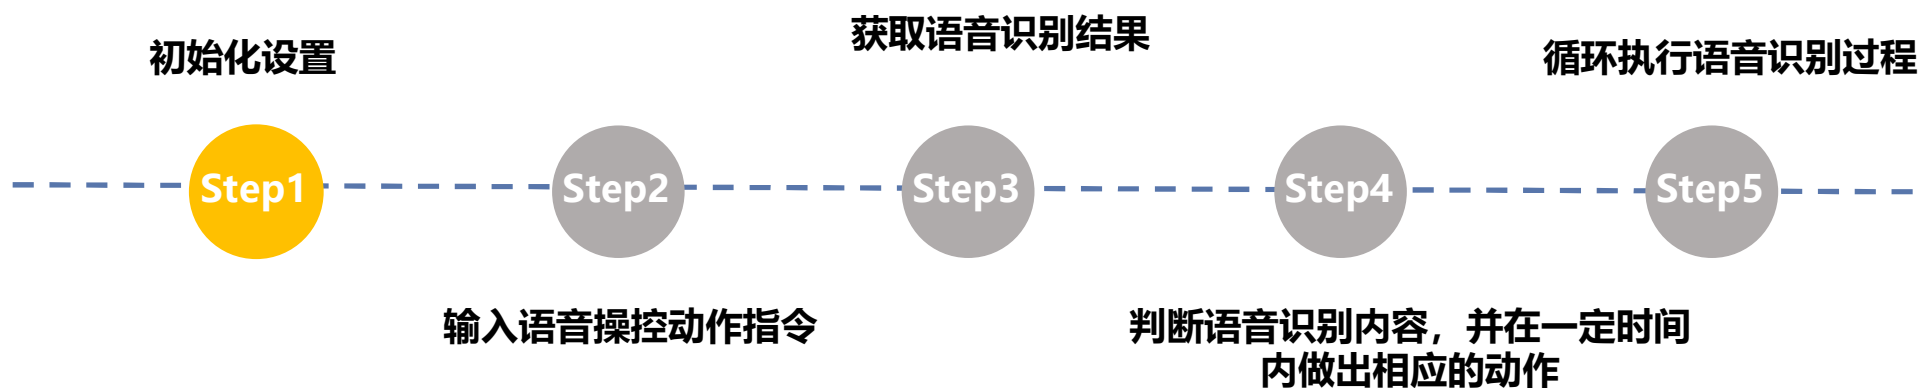 初始化设置
Step1
输入语音操控动作指令
Step2
获取语音识别结果
Step3
判断语音识别内容，并在一定时间
内做出相应的动作
Step4
循环执行语音识别过程
Step5